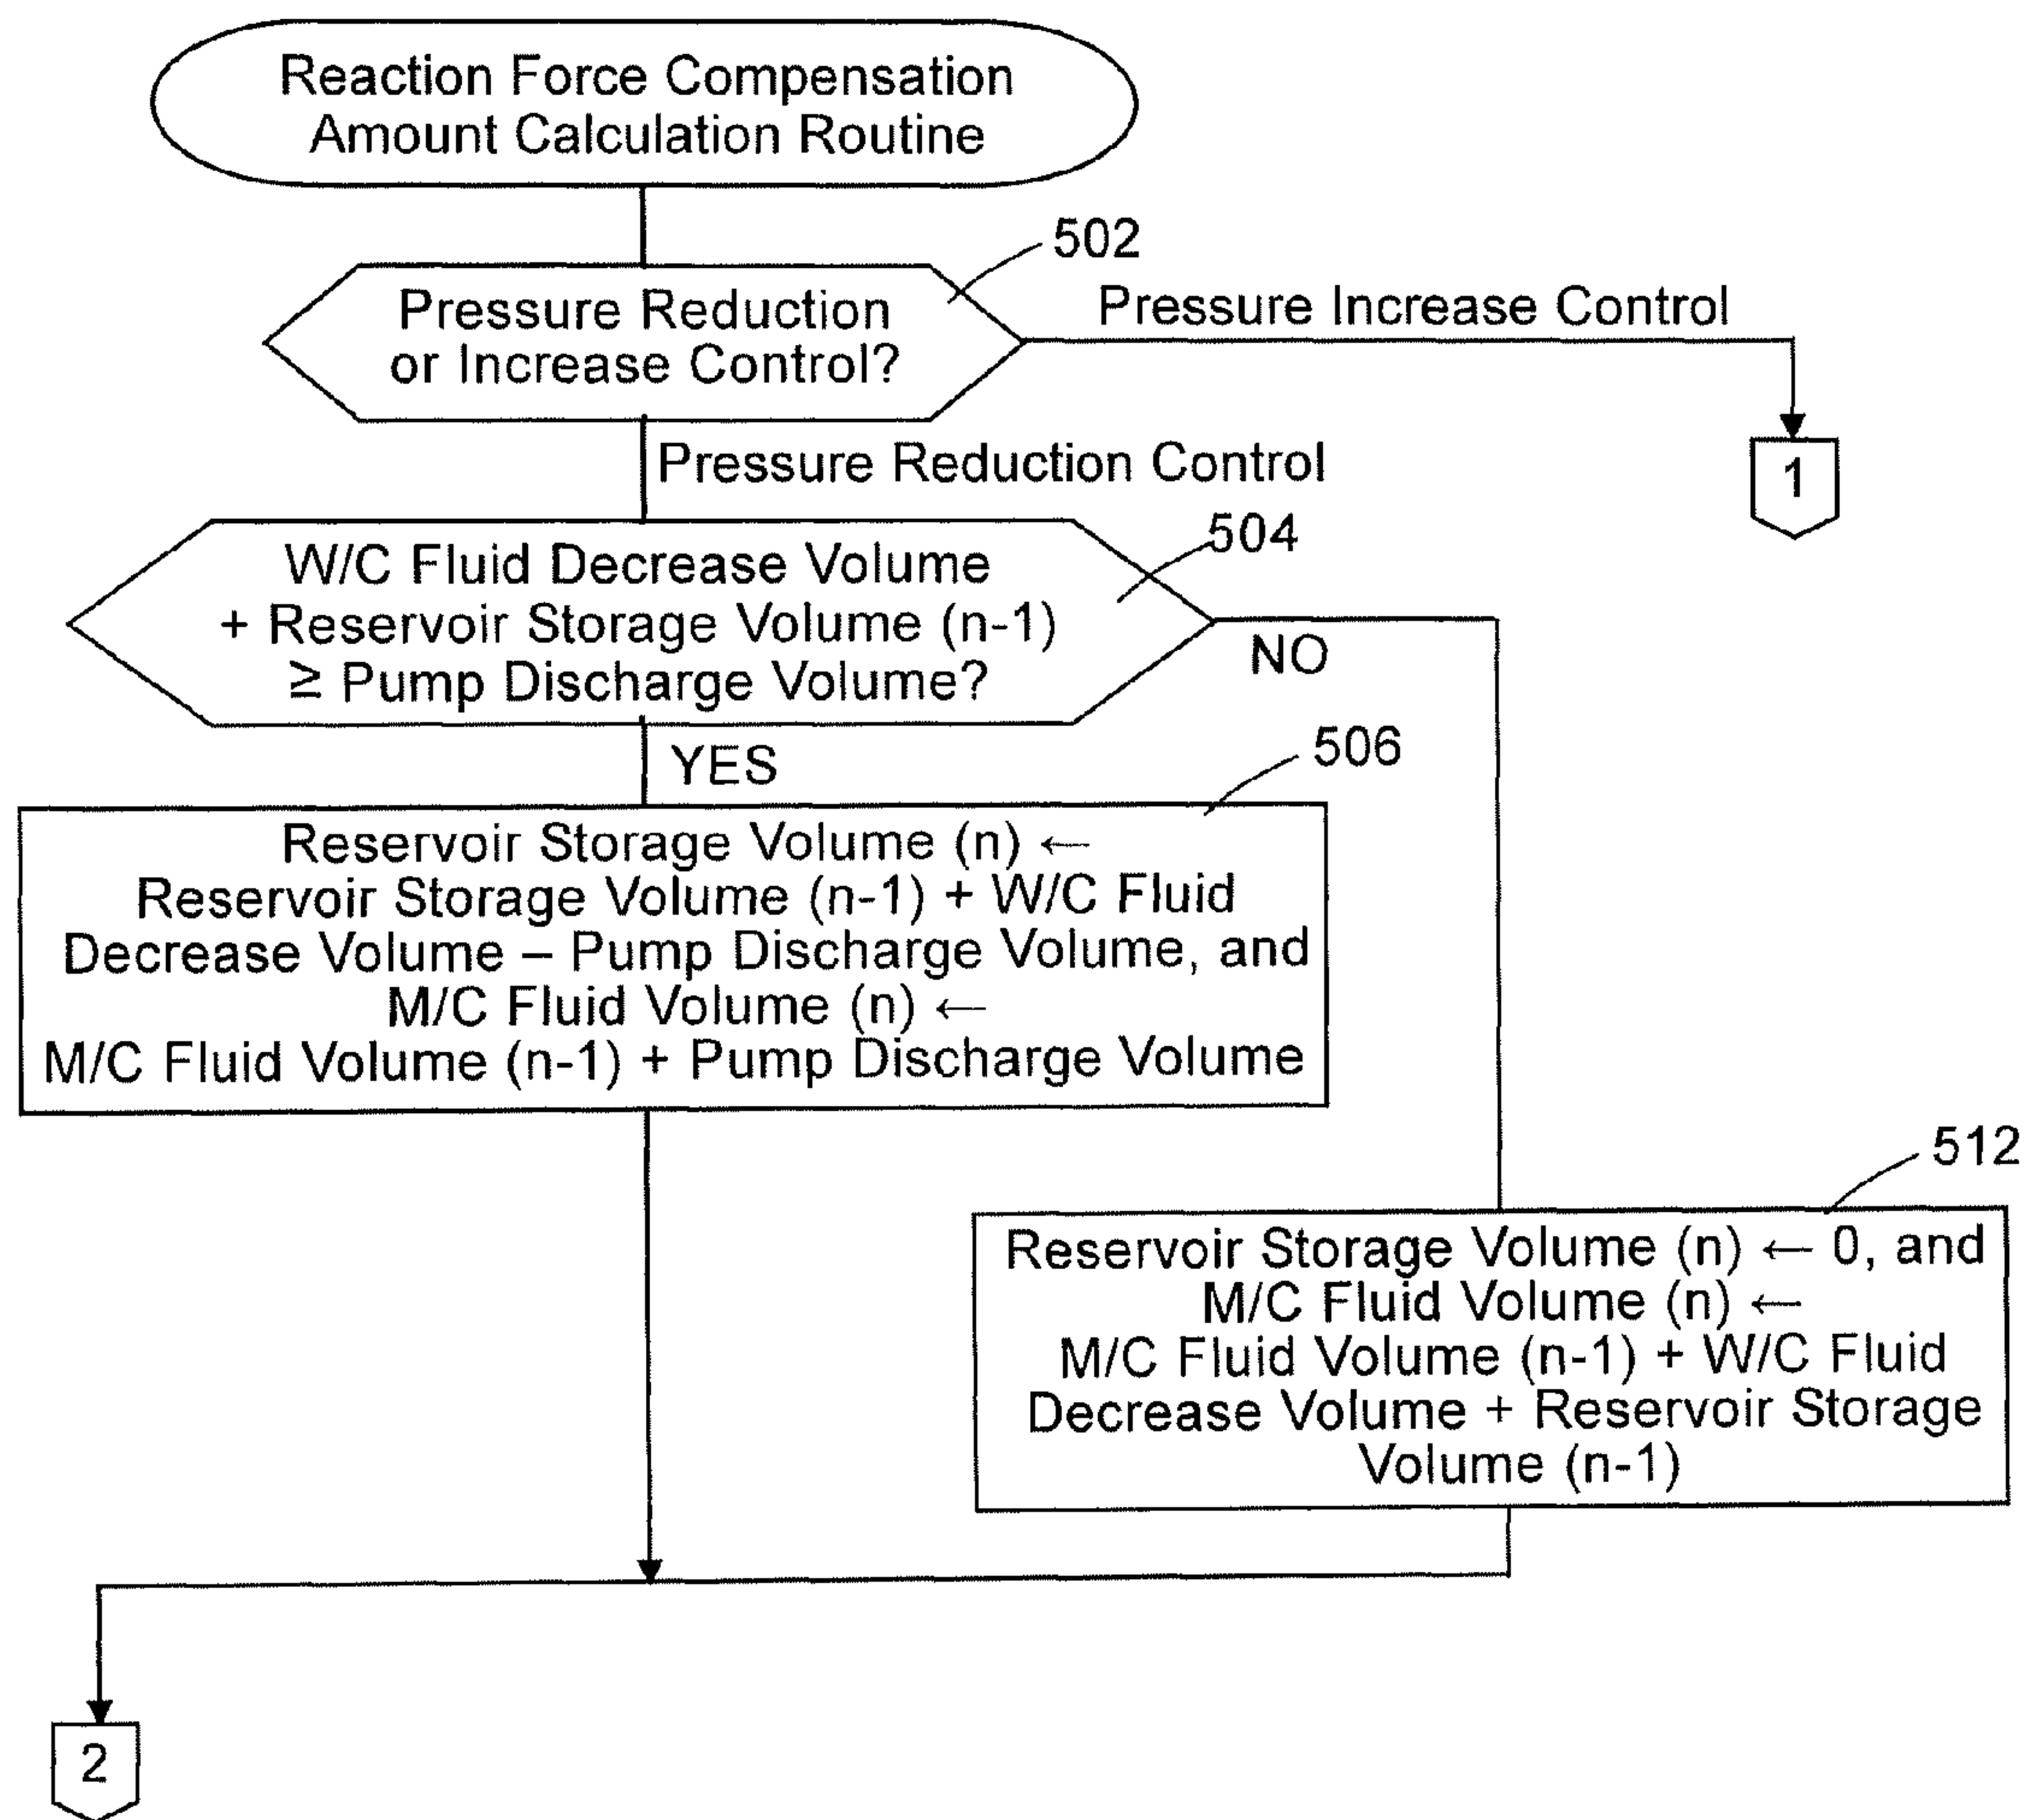 Reaction Force Compensation
Amount Calculation Routine
502
Pressure Reduction
or Increase Control?
Pressure Increase Control
1
Pressure Reduction Control
504
W/C Fluid Decrease Volume
+ Reservoir Storage Volume (n-1)
≥ Pump Discharge Volume?
NO
YES
506
Reservoir Storage Volume (n) ←
Reservoir Storage Volume (n-1) + W/C Fluid
Decrease Volume – Pump Discharge Volume, and
M/C Fluid Volume (n) ←
M/C Fluid Volume (n-1) + Pump Discharge Volume
512
Reservoir Storage Volume (n) ← 0, and
M/C Fluid Volume (n) ←
M/C Fluid Volume (n-1) + W/C Fluid
Decrease Volume + Reservoir Storage
Volume (n-1)
2